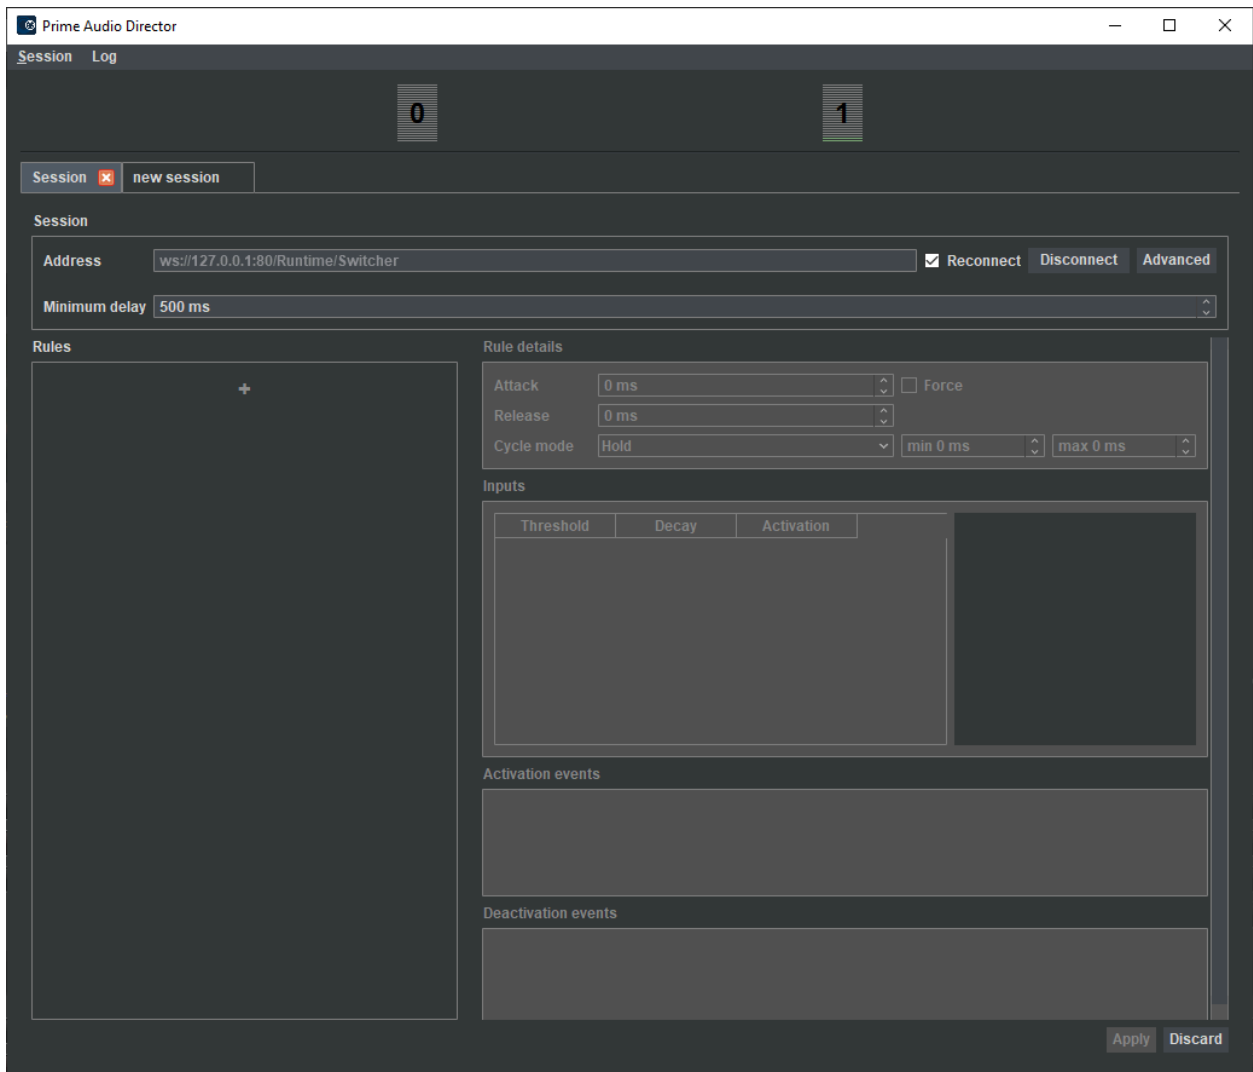 Prime Audio Director
Session Log
0 1
Session new session
Session
Address ws://127.0.0.1:80/Runtime/Switcher Reconnect Disconnect Advanced
Minimum delay 500 ms
Rules
+
Rule details
Attack 0 ms Force
Release 0 ms
Cycle mode Hold min 0 ms max 0 ms
Inputs
Threshold Decay Activation
Activation events
Deactivation events
Apply Discard